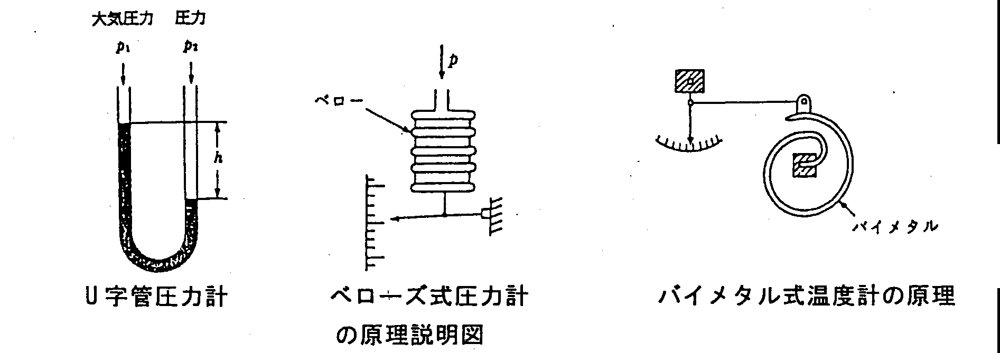 大気圧力 圧力
p₁ p₂
h
U字管圧力計
p
ベロー
ベローズ式圧力計
の原理説明図
バイメタル
バイメタル式温度計の原理